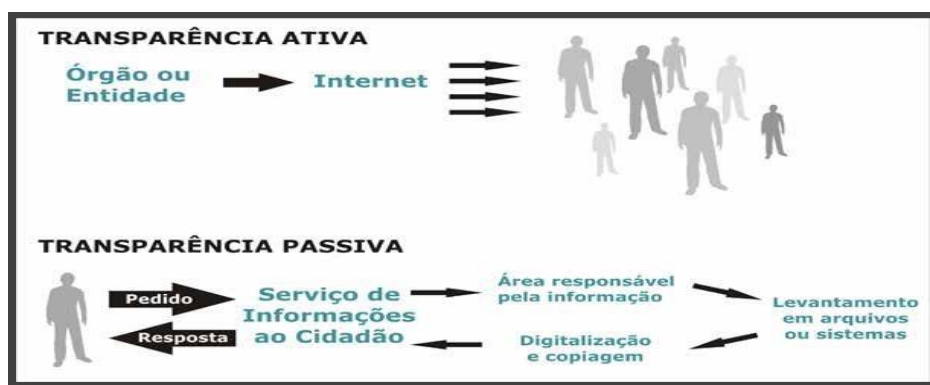 TRANSPARÊNCIA ATIVA
Órgão ou
Entidade
Internet
TRANSPARÊNCIA PASSIVA
Pedido
Resposta
Serviço de
Informações
ao Cidadão
Área responsável
pela informação
Levantamento
em arquivos
ou sistemas
Digitalização
e copiagem